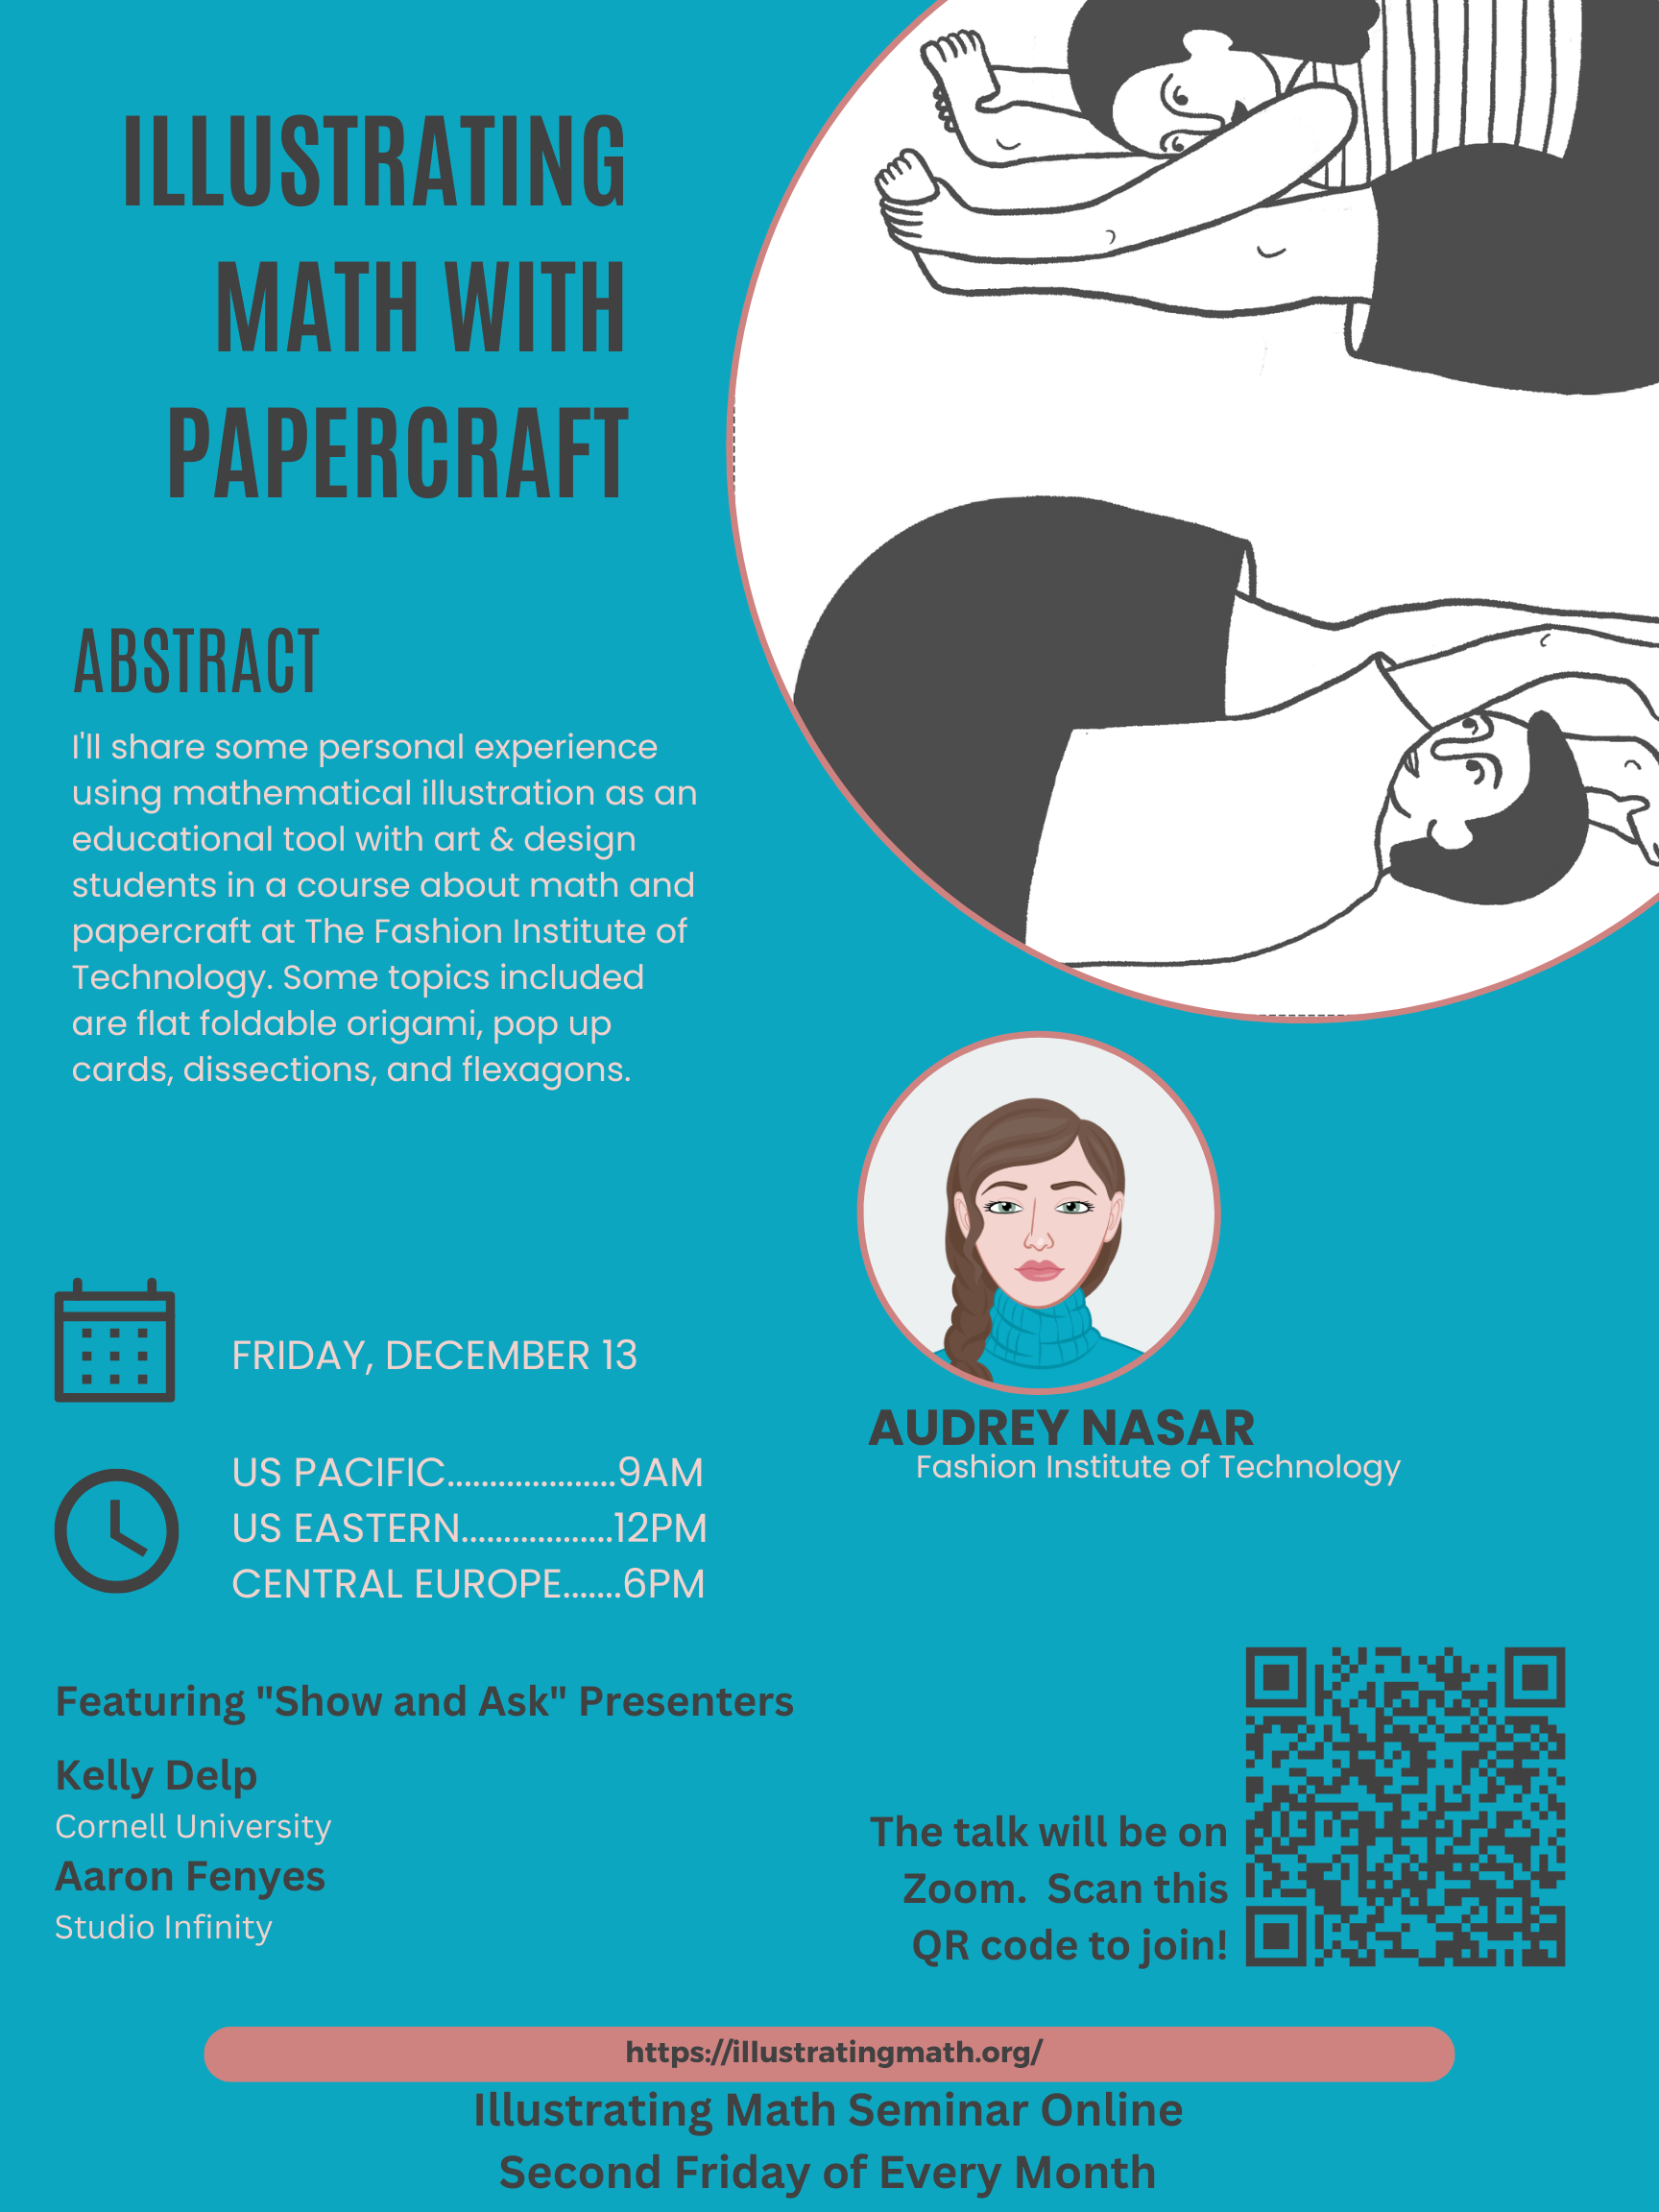 ILLUSTRATING
MATH WITH
PAPERCRAFT
ABSTRACT
I'll share some personal experience
using mathematical illustration as an
educational tool with art & design
students in a course about math and
papercraft at The Fashion Institute of
Technology. Some topics included
are flat foldable origami, pop up
cards, dissections, and flexagons.
AUDREY NASAR
Fashion Institute of Technology
FRIDAY, DECEMBER 13
US PACIFIC....................9AM
US EASTERN..................12PM
CENTRAL EUROPE.......6PM
Featuring "Show and Ask" Presenters
Kelly Delp
Cornell University
Aaron Fenyes
Studio Infinity
The talk will be on
Zoom.  Scan this
QR code to join!
https://illustratingmath.org/
Illustrating Math Seminar Online
Second Friday of Every Month